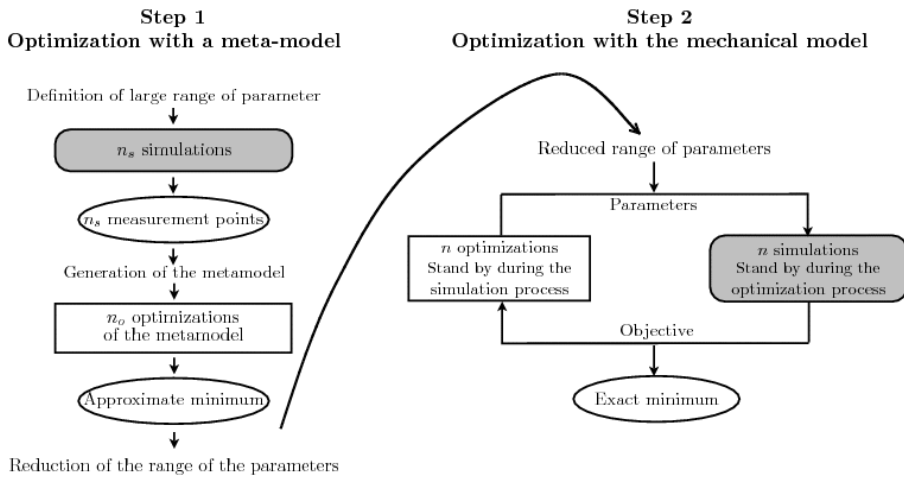 Step 1
Optimization with a meta-model
Definition of large range of parameter
n_s simulations
n_s measurement points
Generation of the metamodel
n_o optimizations
of the metamodel
Approximate minimum
Reduction of the range of the parameters
Step 2
Optimization with the mechanical model
Reduced range of parameters
Parameters
n optimizations
Stand by during the
simulation process
n simulations
Stand by during the
optimization process
Objective
Exact minimum